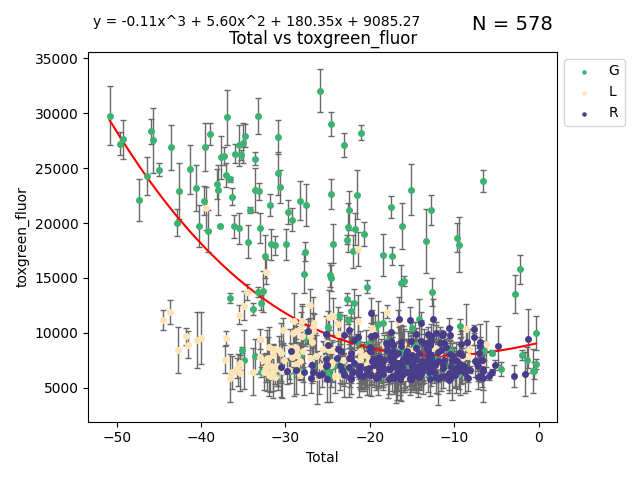 y = -0.11x^3 + 5.60x^2 + 180.35x + 9085.27
N = 578
Total vs toxgreen_fluor
35000
30000
25000
20000
15000
10000
5000
toxgreen_fluor
−50
−40
−30
−20
−10
0
Total
G
L
R